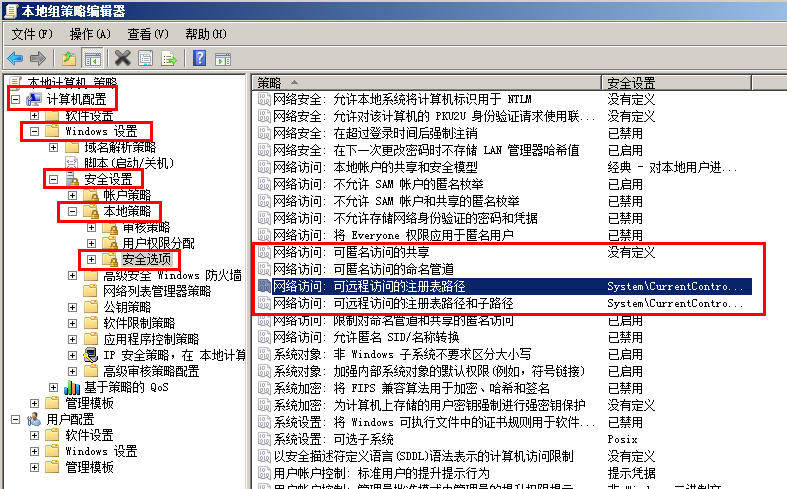 本地组策略编辑器
文件(F) 操作(A) 查看(V) 帮助(H)
本地计算机 策略
计算机配置
软件设置
Windows 设置
域名解析策略
脚本(启动/关机)
安全设置
帐户策略
本地策略
审核策略
用户权限分配
安全选项
高级安全 Windows 防火墙
网络列表管理器策略
公钥策略
软件限制策略
应用程序控制策略
IP 安全策略，在 本地计算
高级审核策略配置
基于策略的 QoS
管理模板
用户配置
软件设置
Windows 设置
管理模板
策略 安全设置
网络安全: 允许本地系统将计算机标识用于 NTLM 没有定义
网络安全: 允许对该计算机的 PKU2U 身份验证请求使用联... 没有定义
网络安全: 在超过登录时间后强制注销 已禁用
网络安全: 在下一次更改密码时不存储 LAN 管理器哈希值 已启用
网络访问: 本地帐户的共享和安全模型 经典 - 对本地用户进...
网络访问: 不允许 SAM 帐户的匿名枚举 已启用
网络访问: 不允许 SAM 帐户和共享的匿名枚举 已启用
网络访问: 不允许存储网络身份验证的密码和凭据 已启用
网络访问: 将 Everyone 权限应用于匿名用户 已禁用
网络访问: 可匿名访问的共享 没有定义
网络访问: 可匿名访问的命名管道
网络访问: 可远程访问的注册表路径 System\CurrentContro...
网络访问: 可远程访问的注册表路径和子路径 System\CurrentContro...
网络访问: 限制对命名管道和共享的匿名访问 已启用
网络访问: 允许匿名 SID/名称转换 已禁用
系统对象: 非 Windows 子系统不要求区分大小写 已启用
系统对象: 加强内部系统对象的默认权限(例如，符号链接) 已启用
系统加密: 将 FIPS 兼容算法用于加密、哈希和签名 已禁用
系统加密: 为计算机上存储的用户密钥强制进行强密钥保护 没有定义
系统设置: 将 Windows 可执行文件中的证书规则用于软件... 已禁用
系统设置: 可选子系统 Posix
以安全描述符定义语言(SDDL)语法表示的计算机访问限制 没有定义
用户帐户控制: 标准用户的提升提示行为 提示凭据